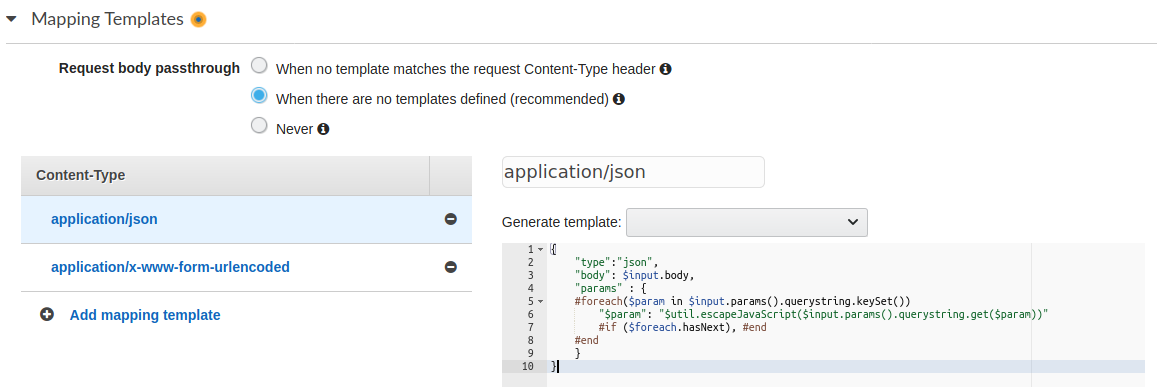 Mapping Templates
Request body passthrough
When no template matches the request Content-Type header
When there are no templates defined (recommended)
Never
Content-Type
application/json
application/x-www-form-urlencoded
Add mapping template
application/json
Generate template:
1 {
2 "type":"json",
3 "body": $input.body,
4 "params" : {
5 #foreach($param in $input.params().querystring.keySet())
6 "$param": "$util.escapeJavaScript($input.params().querystring.get($param))"
7 #if ($foreach.hasNext), #end
8 #end
9 }
10 }